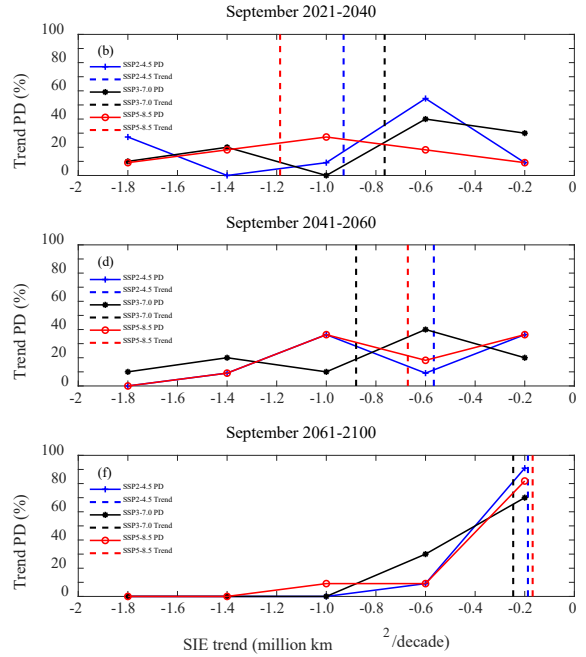 September 2021-2040
100
80
60
40
20
0
Trend PD (%)
(b)
SSP2-4.5 PD
SSP2-4.5 Trend
SSP3-7.0 PD
SSP3-7.0 Trend
SSP5-8.5 PD
SSP5-8.5 Trend
-2 -1.8 -1.6 -1.4 -1.2 -1.0 -0.8 -0.6 -0.4 -0.2 0
September 2041-2060
100
80
60
40
20
0
Trend PD (%)
(d)
SSP2-4.5 PD
SSP2-4.5 Trend
SSP3-7.0 PD
SSP3-7.0 Trend
SSP5-8.5 PD
SSP5-8.5 Trend
-2 -1.8 -1.6 -1.4 -1.2 -1.0 -0.8 -0.6 -0.4 -0.2 0
September 2061-2100
100
80
60
40
20
0
Trend PD (%)
(f)
SSP2-4.5 PD
SSP2-4.5 Trend
SSP3-7.0 PD
SSP3-7.0 Trend
SSP5-8.5 PD
SSP5-8.5 Trend
-2 -1.8 -1.6 -1.4 -1.2 -1.0 -0.8 -0.6 -0.4 -0.2 0
SIE trend (million km 2/decade)